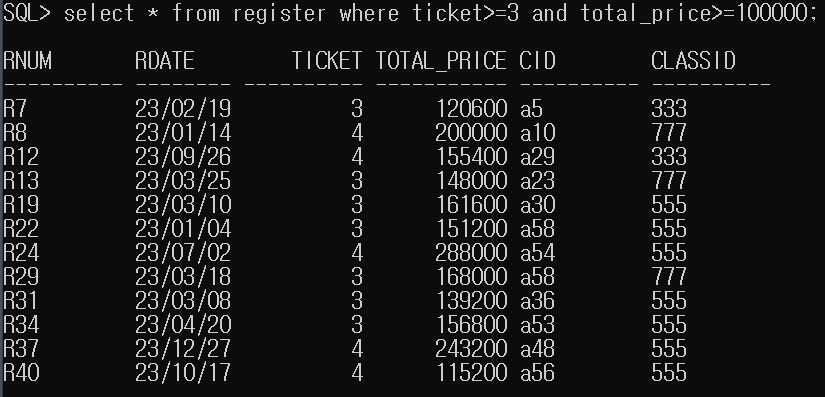 SQL> select * from register where ticket>=3 and total_price>=100000;
RNUM RDATE TICKET TOTAL_PRICE CID CLASSID
---------- -------- ---------- ----------- ---------- ----------
R7 23/02/19 3 120600 a5 333
R8 23/01/14 4 200000 a10 777
R12 23/09/26 4 155400 a29 333
R13 23/03/25 3 148000 a23 777
R19 23/03/10 3 161600 a30 555
R22 23/01/04 3 151200 a58 555
R24 23/07/02 4 288000 a54 555
R29 23/03/18 3 168000 a58 777
R31 23/03/08 3 139200 a36 555
R34 23/04/20 3 156800 a53 555
R37 23/12/27 4 243200 a48 555
R40 23/10/17 4 115200 a56 555